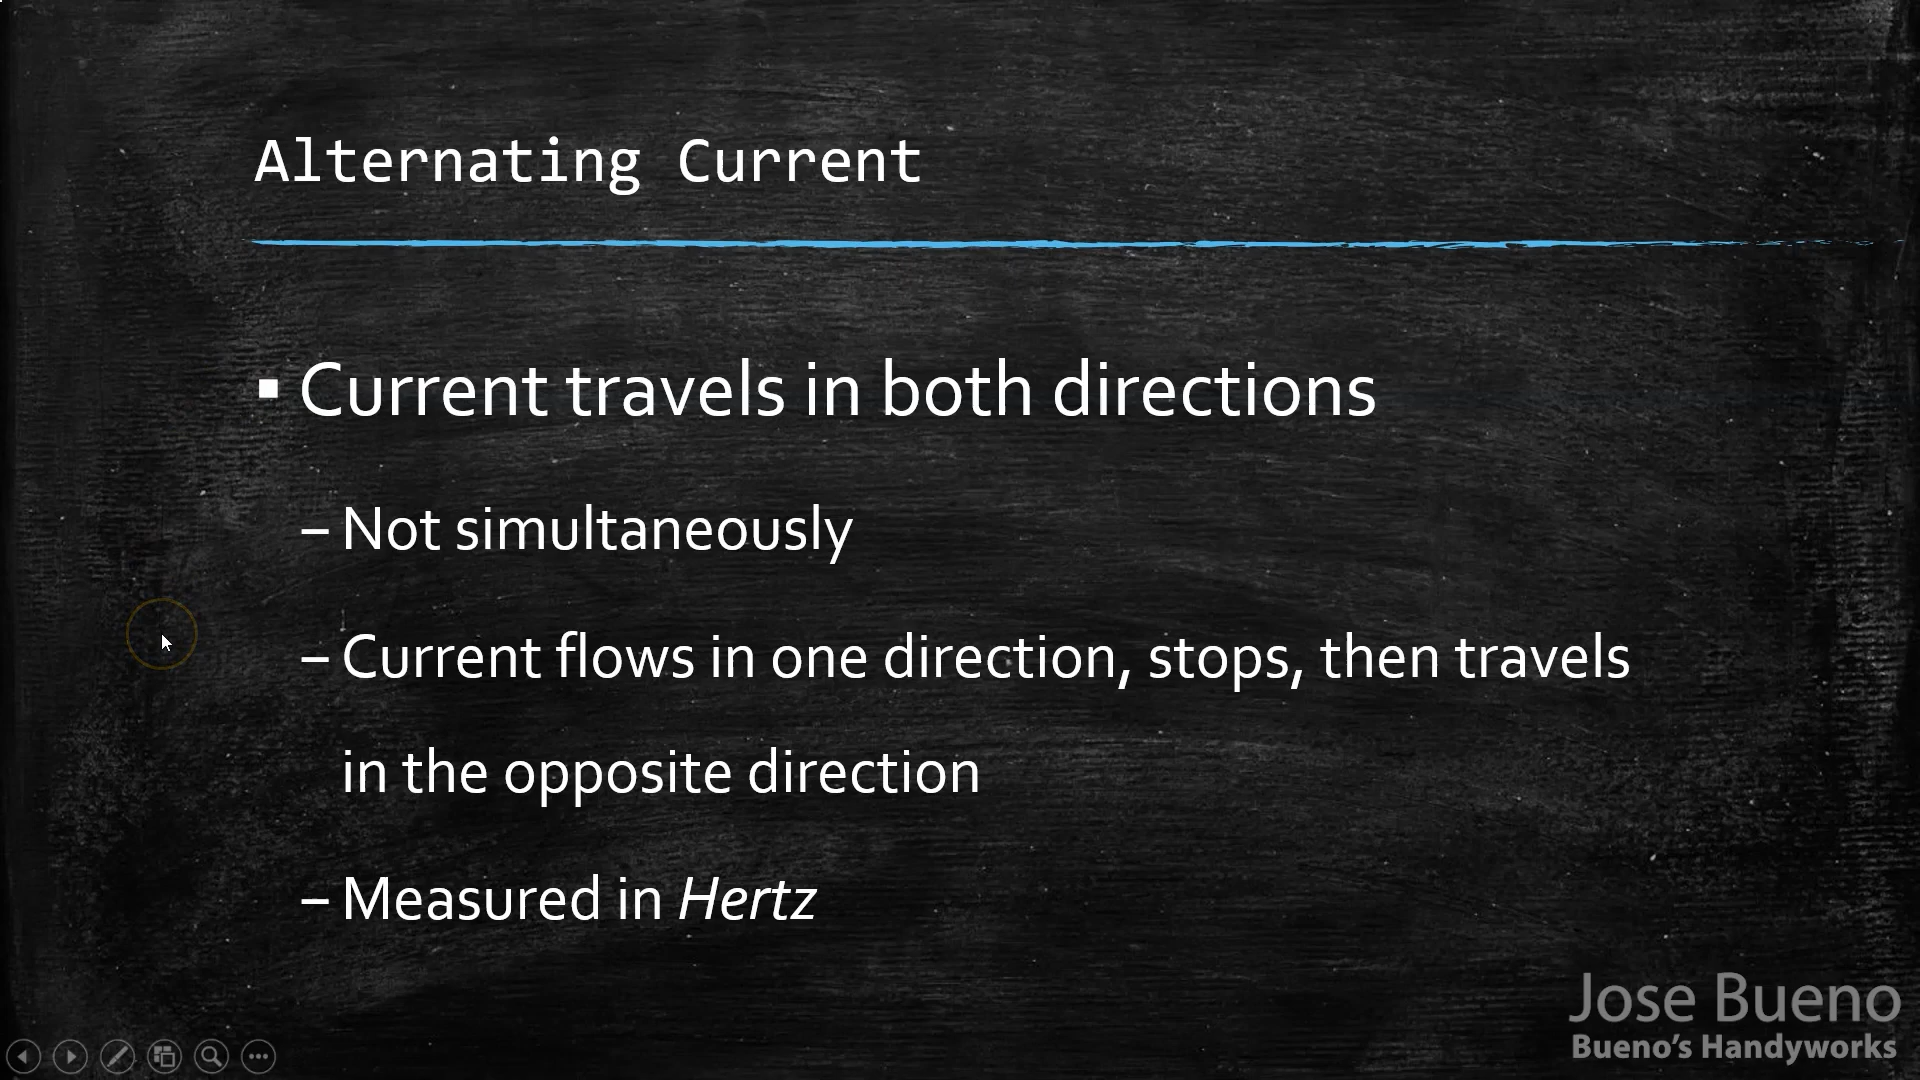 Alternating Current
▪ Current travels in both directions
– Not simultaneously
– Current flows in one direction, stops, then travels
in the opposite direction
– Measured in Hertz
Jose Bueno
Bueno's Handyworks